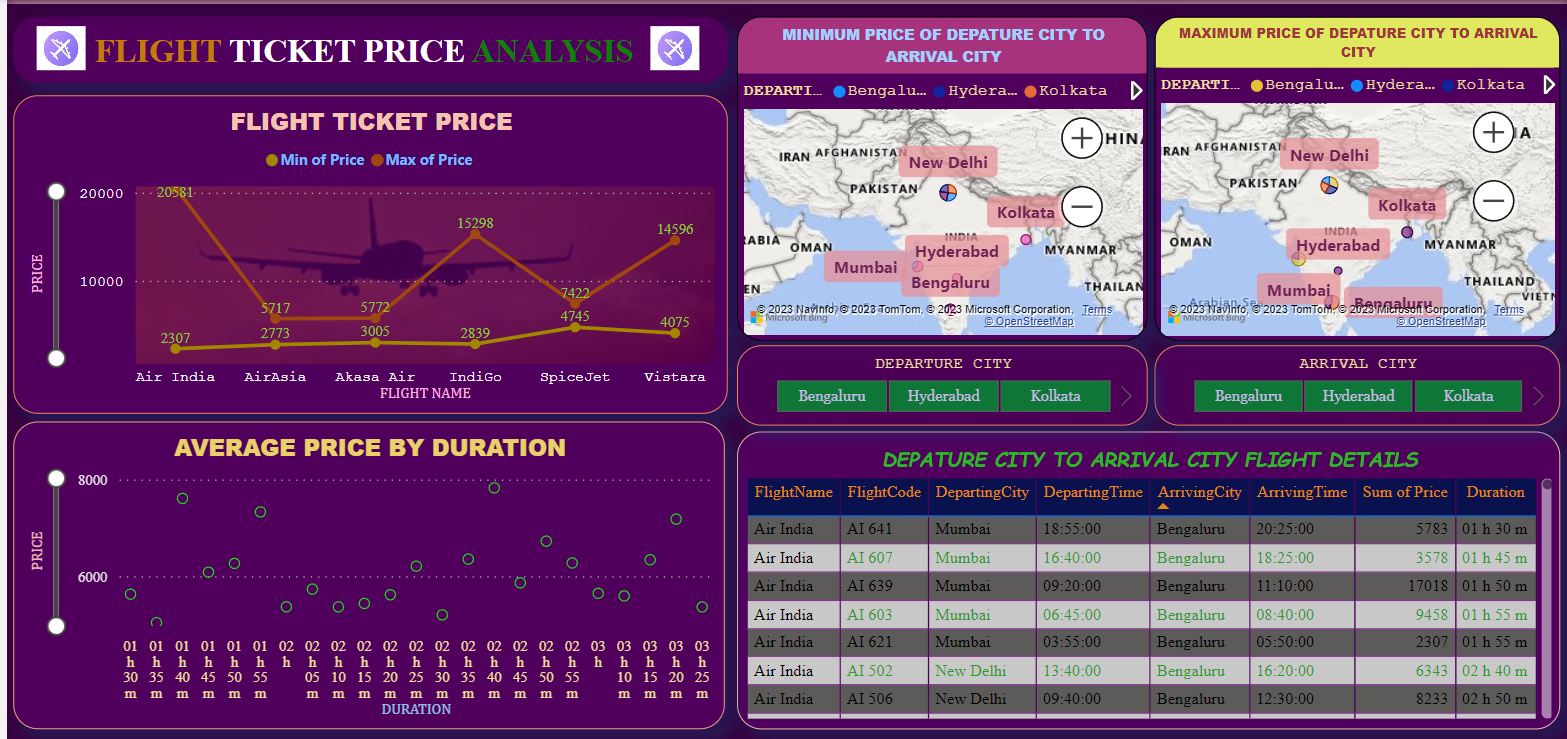 FLIGHT TICKET PRICE ANALYSIS
FLIGHT TICKET PRICE
Min of Price Max of Price
PRICE
20000
10000
20581
5717
5772
15298
7422
14596
2307
2773
3005
2839
4745
4075
Air India AirAsia Akasa Air IndiGo SpiceJet Vistara
FLIGHT NAME
AVERAGE PRICE BY DURATION
PRICE
8000
6000
01 h 30 m
01 h 35 m
01 h 40 m
01 h 45 m
01 h 50 m
01 h 55 m
02 h
02 h 05 m
02 h 10 m
02 h 15 m
02 h 20 m
02 h 25 m
02 h 30 m
02 h 35 m
02 h 40 m
02 h 45 m
02 h 50 m
02 h 55 m
03 h
03 h 10 m
03 h 15 m
03 h 20 m
03 h 25 m
DURATION
MINIMUM PRICE OF DEPATURE CITY TO
ARRIVAL CITY
DEPARTI... Bengalu... Hydera... Kolkata
IRAN AFGHANISTAN HINA
New Delhi
PAKISTAN
Kolkata
RABIA OMAN INDIA MYANMAR
Hyderabad
Mumbai
Bengaluru
THAILAN
Arabian Sea
© 2023 NavInfo, © 2023 TomTom, © 2023 Microsoft Corporation, Terms
Microsoft Bing © OpenStreetMap
MAXIMUM PRICE OF DEPATURE CITY TO ARRIVAL
CITY
DEPARTI... Bengalu... Hydera... Kolkata
RAN AFGHANISTAN IA
New Delhi
PAKISTAN
Kolkata
OMAN INDIA MYANMAR
Hyderabad
THAILAND
Mumbai
Bengaluru
VIETN
Arabian Sea
© 2023 NavInfo, © 2023 TomTom, © 2023 Microsoft Corporation, Terms
Microsoft Bing © OpenStreetMap
DEPARTURE CITY
Bengaluru Hyderabad Kolkata
ARRIVAL CITY
Bengaluru Hyderabad Kolkata
DEPATURE CITY TO ARRIVAL CITY FLIGHT DETAILS
FlightName FlightCode DepartingCity DepartingTime ArrivingCity ArrivingTime Sum of Price Duration
Air India AI 641 Mumbai 18:55:00 Bengaluru 20:25:00 5783 01 h 30 m
Air India AI 607 Mumbai 16:40:00 Bengaluru 18:25:00 3578 01 h 45 m
Air India AI 639 Mumbai 09:20:00 Bengaluru 11:10:00 17018 01 h 50 m
Air India AI 603 Mumbai 06:45:00 Bengaluru 08:40:00 9458 01 h 55 m
Air India AI 621 Mumbai 03:55:00 Bengaluru 05:50:00 2307 01 h 55 m
Air India AI 502 New Delhi 13:40:00 Bengaluru 16:20:00 6343 02 h 40 m
Air India AI 506 New Delhi 09:40:00 Bengaluru 12:30:00 8233 02 h 50 m